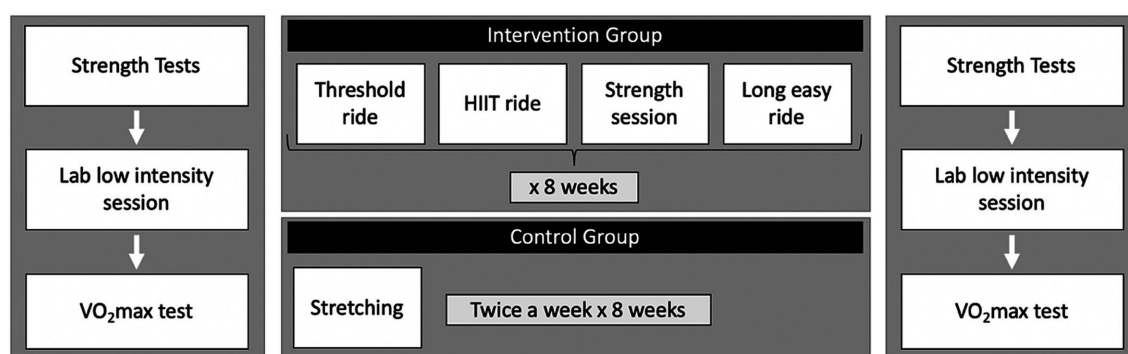 Strength Tests
Lab low intensity
session
VO₂max test
Intervention Group
Threshold
ride
HIIT ride
Strength
session
Long easy
ride
x 8 weeks
Control Group
Stretching
Twice a week x 8 weeks
Strength Tests
Lab low intensity
session
VO₂max test